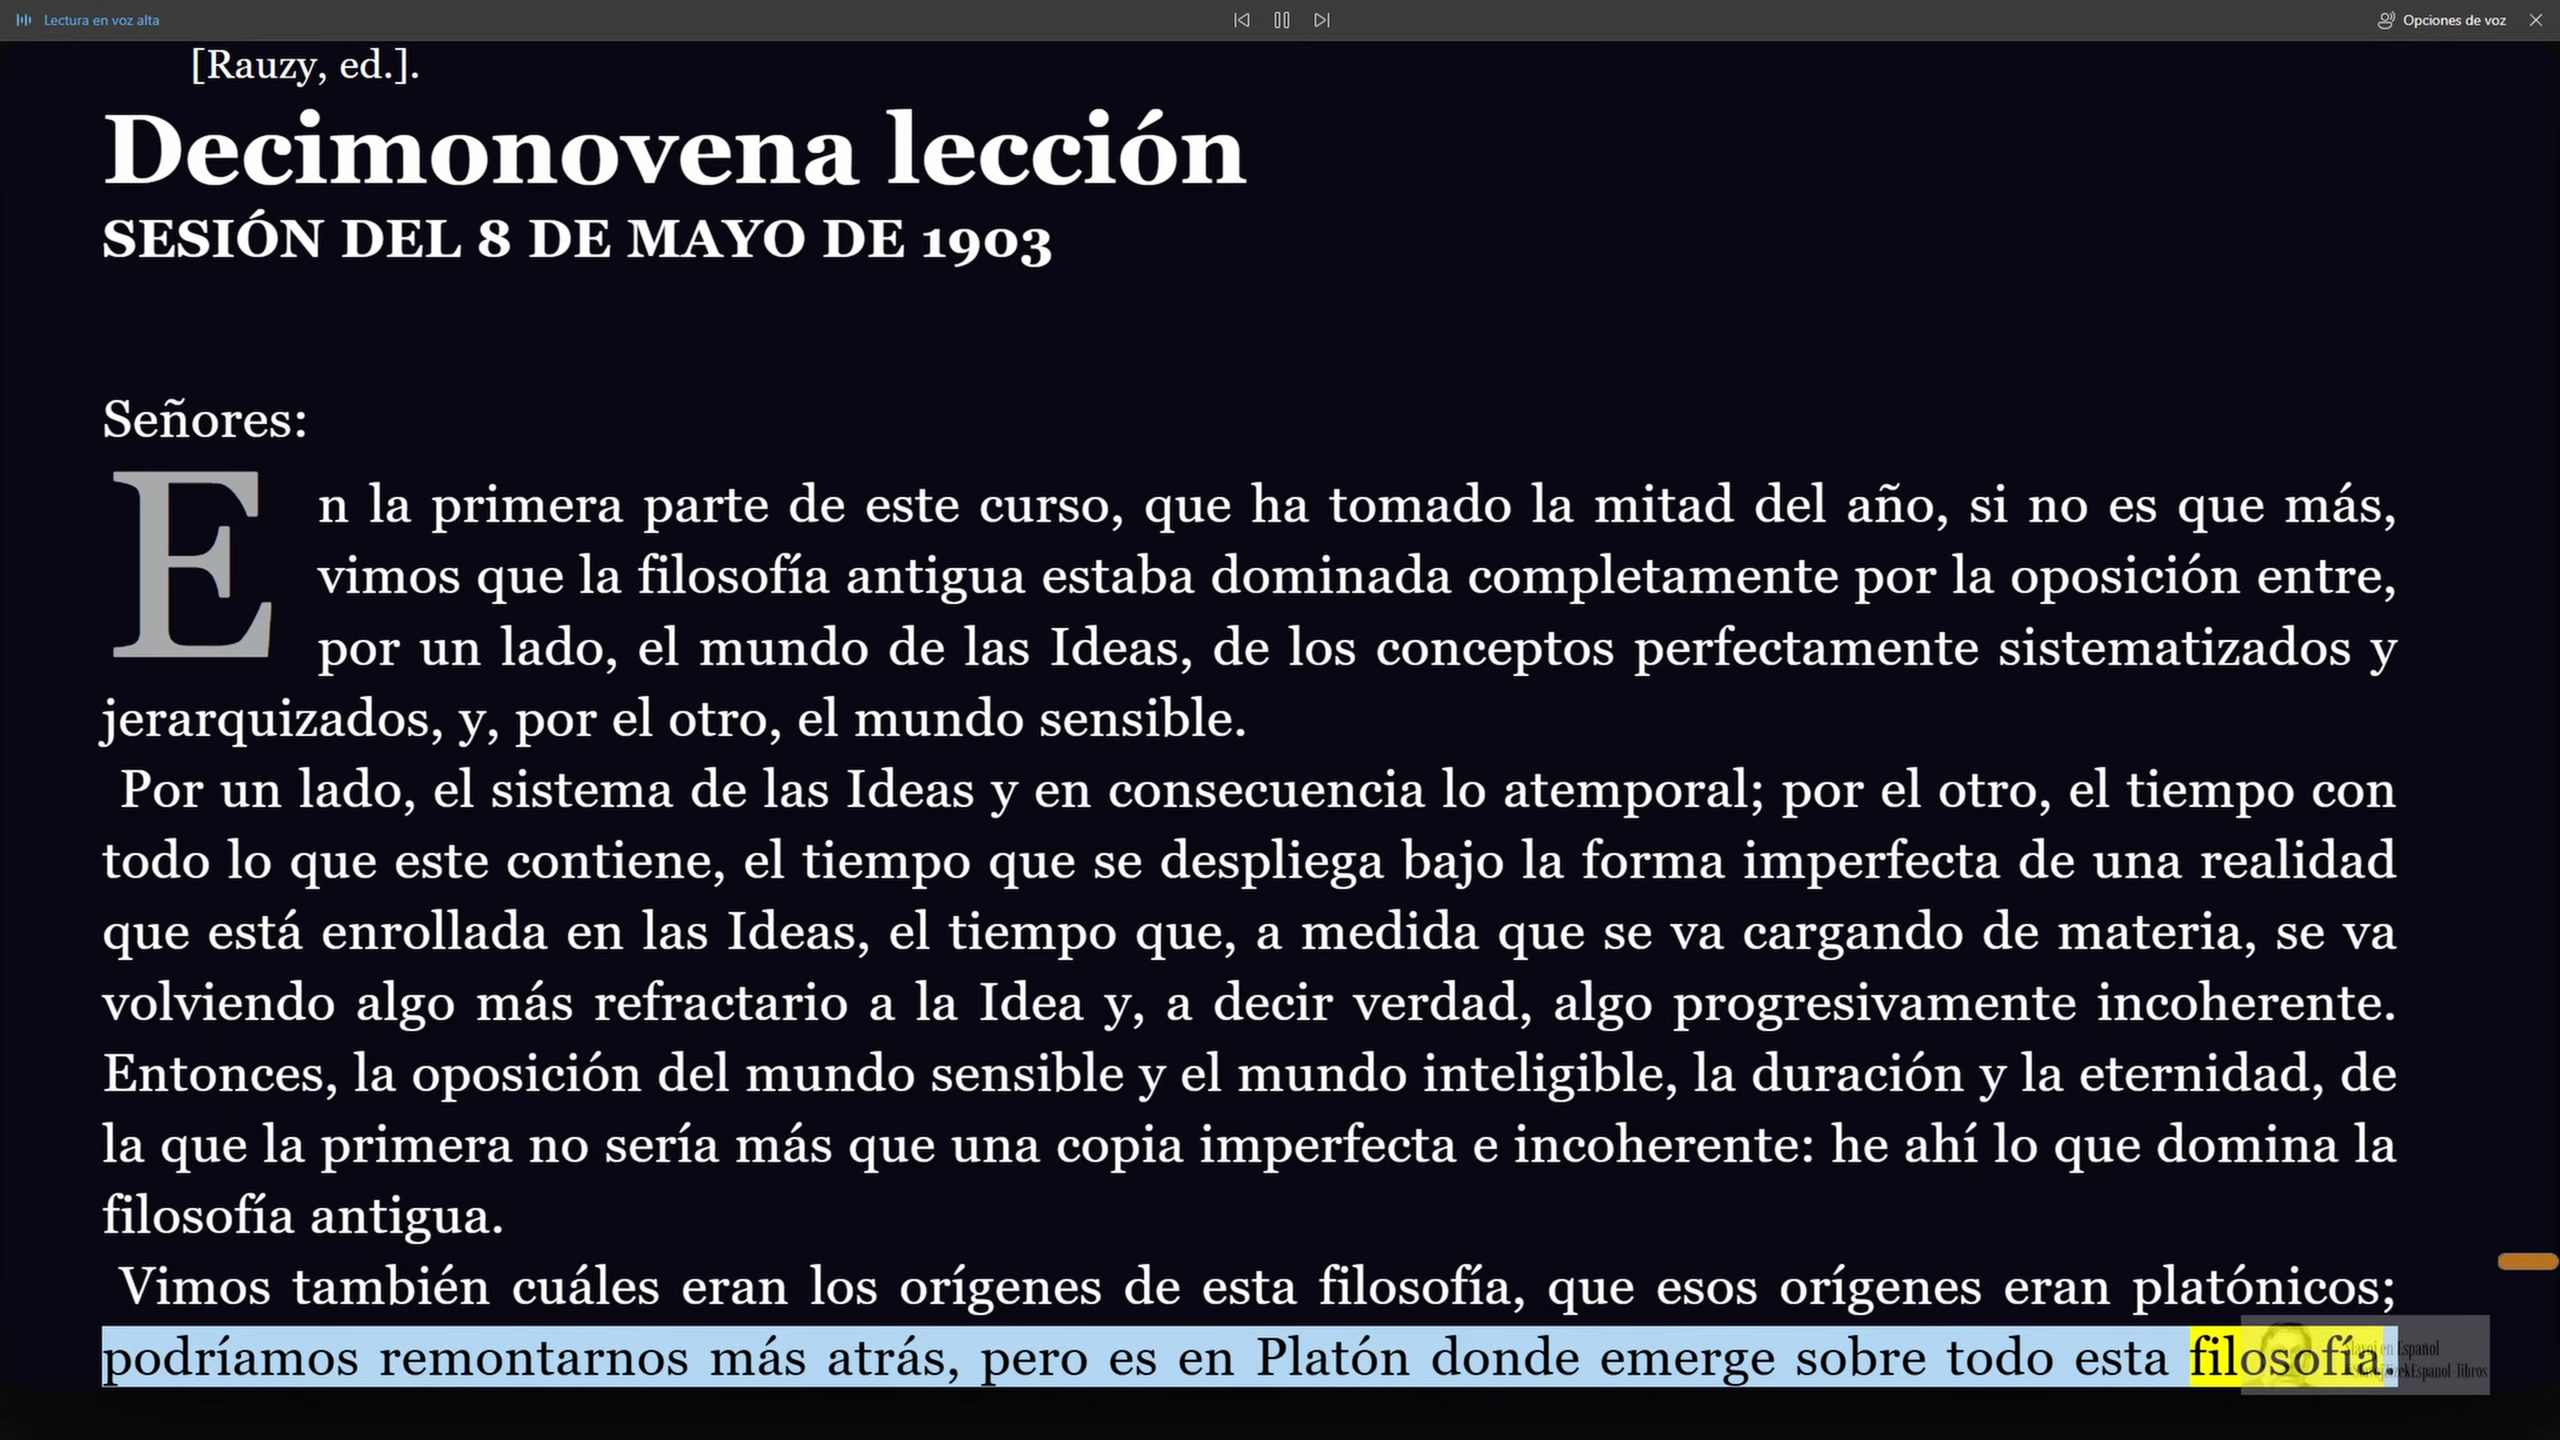 Lectura en voz alta
Opciones de voz
[Rauzy, ed.].
Decimonovena lección
SESIÓN DEL 8 DE MAYO DE 1903
Señores:
En la primera parte de este curso, que ha tomado la mitad del año, si no es que más,
vimos que la filosofía antigua estaba dominada completamente por la oposición entre,
por un lado, el mundo de las Ideas, de los conceptos perfectamente sistematizados y
jerarquizados, y, por el otro, el mundo sensible.
Por un lado, el sistema de las Ideas y en consecuencia lo atemporal; por el otro, el tiempo con
todo lo que este contiene, el tiempo que se despliega bajo la forma imperfecta de una realidad
que está enrollada en las Ideas, el tiempo que, a medida que se va cargando de materia, se va
volviendo algo más refractario a la Idea y, a decir verdad, algo progresivamente incoherente.
Entonces, la oposición del mundo sensible y el mundo inteligible, la duración y la eternidad, de
la que la primera no sería más que una copia imperfecta e incoherente: he ahí lo que domina la
filosofía antigua.
Vimos también cuáles eran los orígenes de esta filosofía, que esos orígenes eran platónicos;
podríamos remontarnos más atrás, pero es en Platón donde emerge sobre todo esta filosofía.
en Español
libros